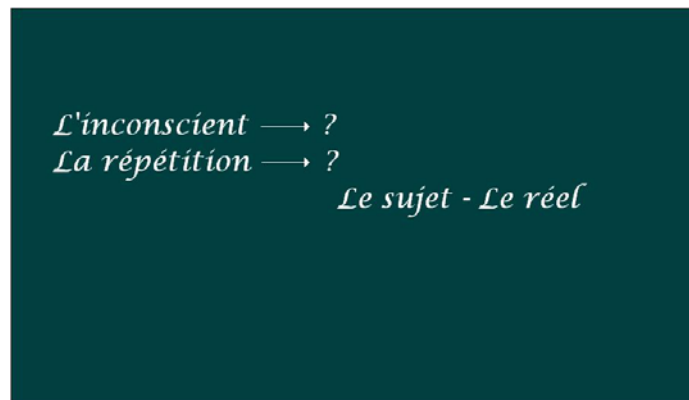 L'inconscient ⟶ ?
La répétition ⟶ ?
Le sujet - Le réel